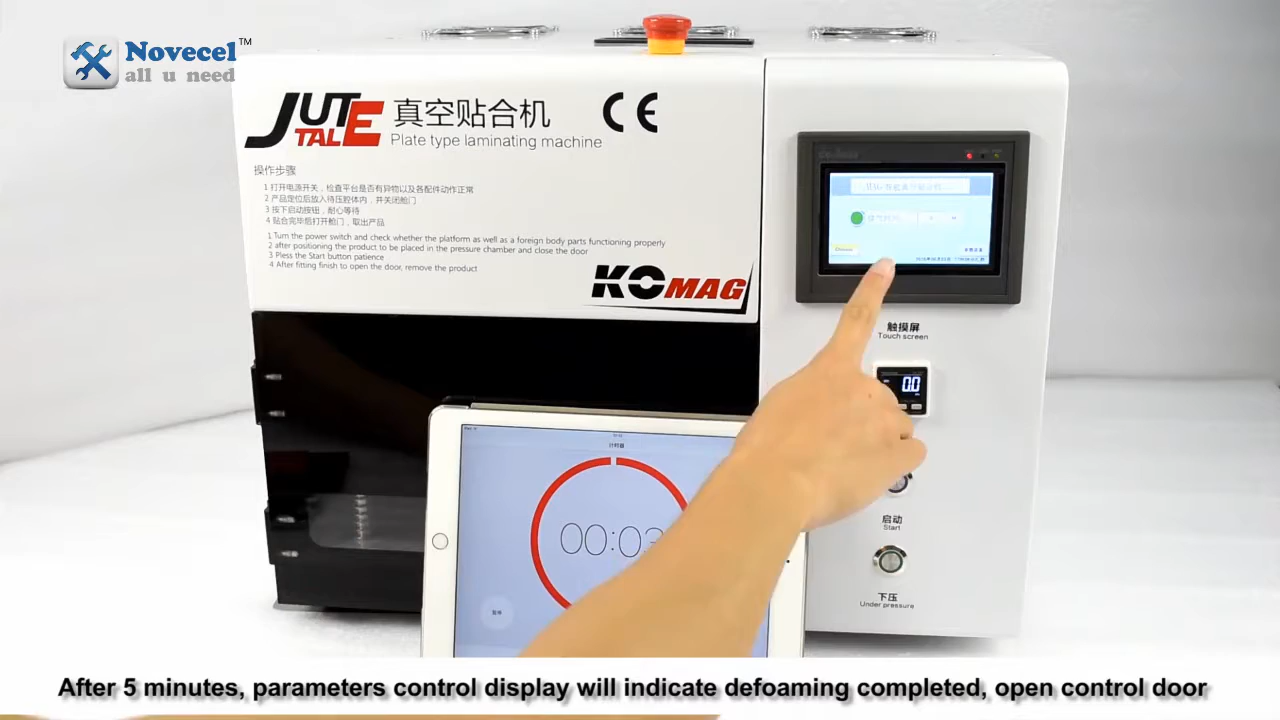 Novecel™
all u need
JUTE
TAL
真空贴合机
CE
Plate type laminating machine
操作步骤
1 打开电源开关，检查平台是否有异物以及各配件动作正常
2 产品定位后放入待压腔体内，并关闭舱门
3 按下启动按钮，耐心等待
4 贴合完毕后打开舱门，取出产品
1 Turn the power switch and check whether the platform as well as a foreign body parts functioning properly
2 after positioning the product to be placed in the pressure chamber and close the door
3 Pless the Start button patience
4 After fitting finish to open the door, remove the product
KOMAG
触摸屏
Touch screen
0.0
计时器
00:03
启动
Start
下压
Under pressure
After 5 minutes, parameters control display will indicate defoaming completed, open control door